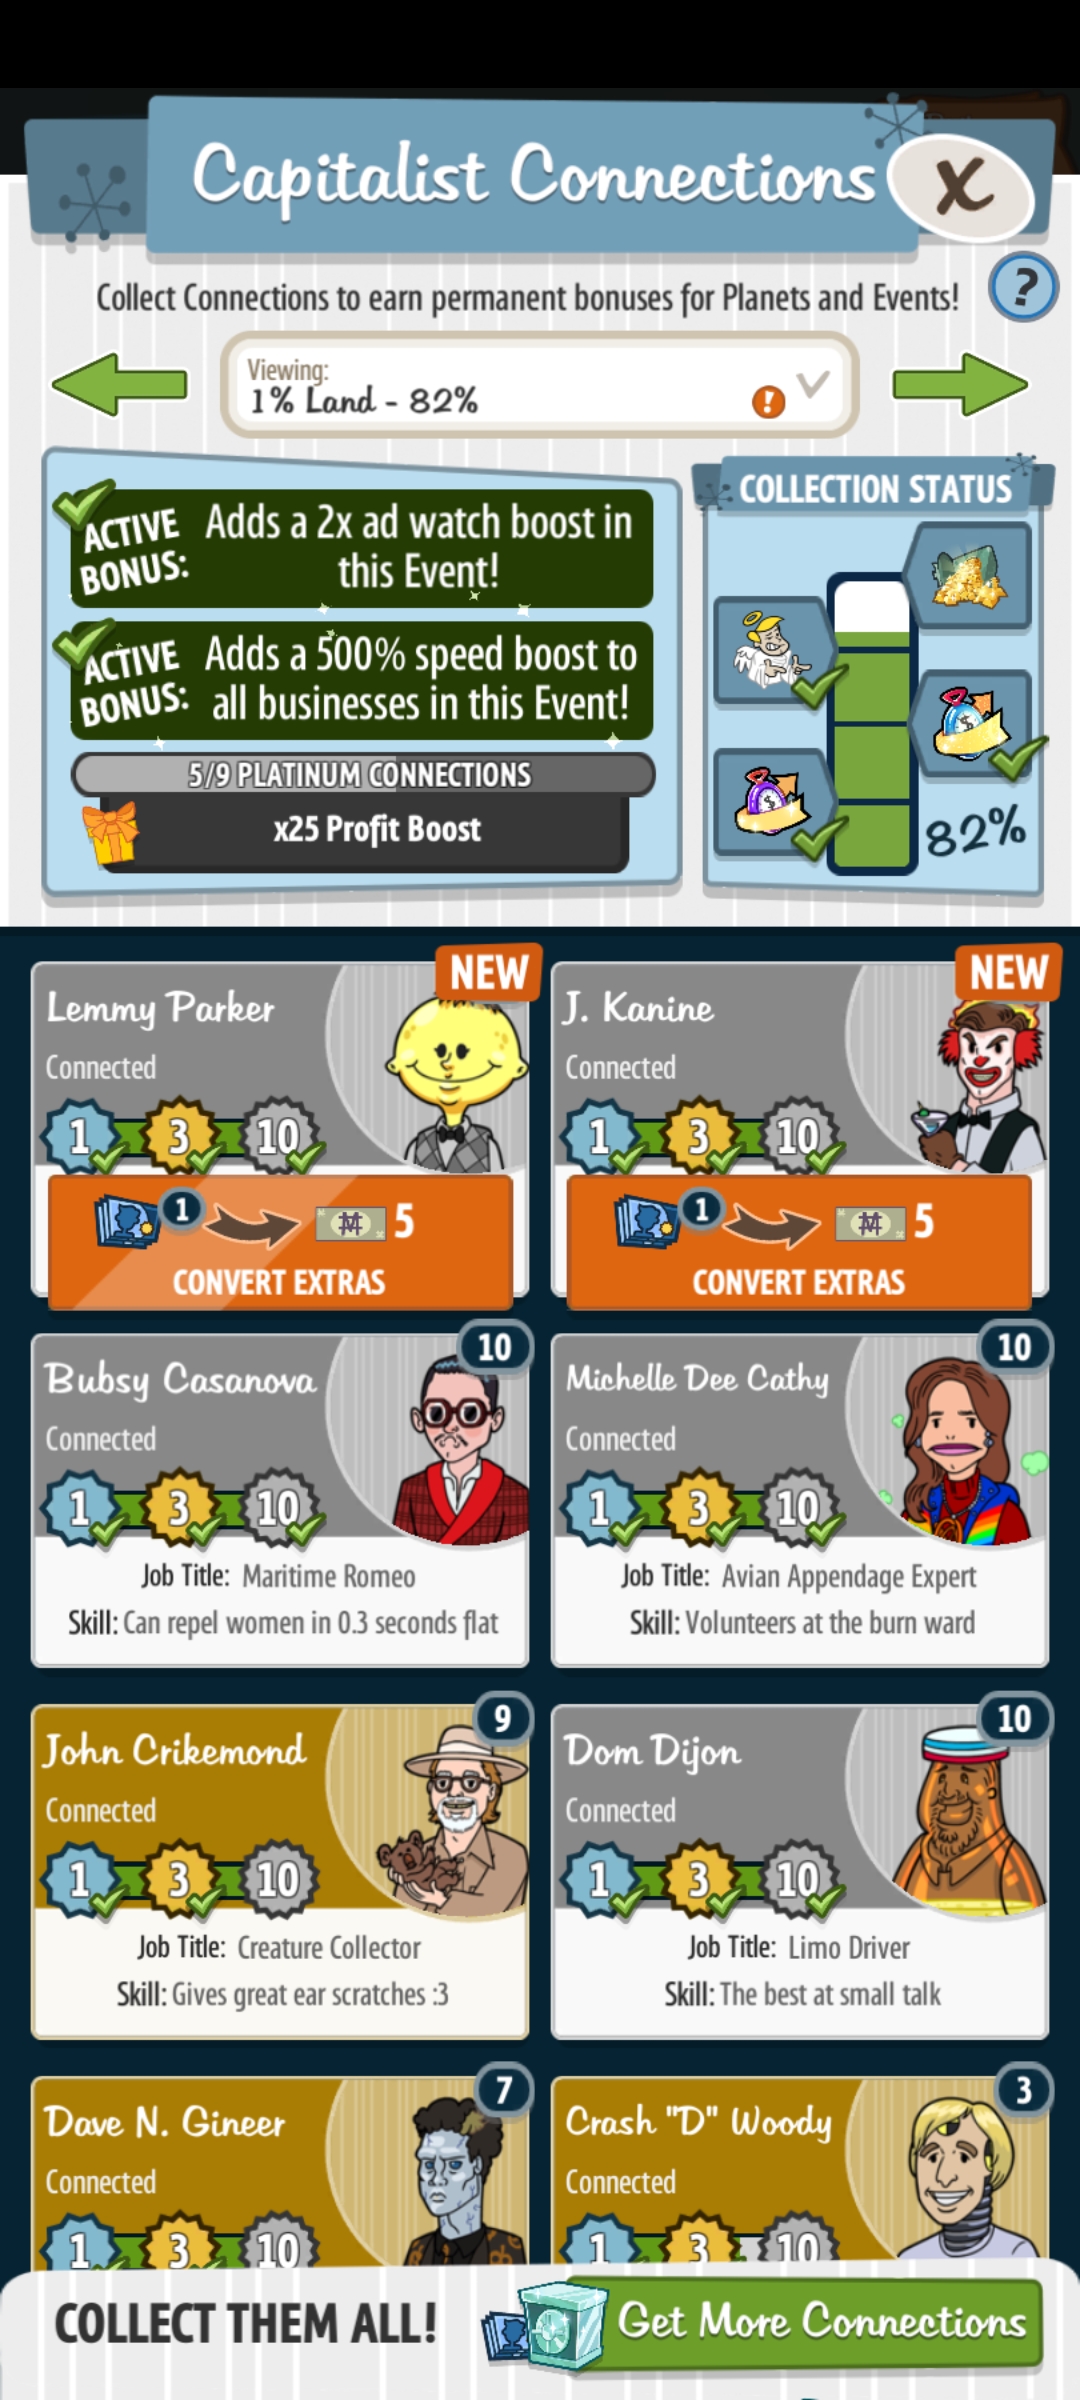 Capitalist Connections
X
Collect Connections to earn permanent bonuses for Planets and Events!
?
Viewing:
1% Land - 82%
!
ACTIVE BONUS:
Adds a 2x ad watch boost in
this Event!
ACTIVE BONUS:
Adds a 500% speed boost to
all businesses in this Event!
5/9 PLATINUM CONNECTIONS
x25 Profit Boost
COLLECTION STATUS
82%
NEW
Lemmy Parker
Connected
1 3 10
1 5
CONVERT EXTRAS
NEW
J. Kanine
Connected
1 3 10
1 5
CONVERT EXTRAS
10
Bubsy Casanova
Connected
1 3 10
Job Title: Maritime Romeo
Skill: Can repel women in 0.3 seconds flat
10
Michelle Dee Cathy
Connected
1 3 10
Job Title: Avian Appendage Expert
Skill: Volunteers at the burn ward
9
John Crikemond
Connected
1 3 10
Job Title: Creature Collector
Skill: Gives great ear scratches :3
10
Dom Dijon
Connected
1 3 10
Job Title: Limo Driver
Skill: The best at small talk
7
Dave N. Gineer
Connected
1 3 10
3
Crash "D" Woody
Connected
1 3 10
COLLECT THEM ALL!
Get More Connections